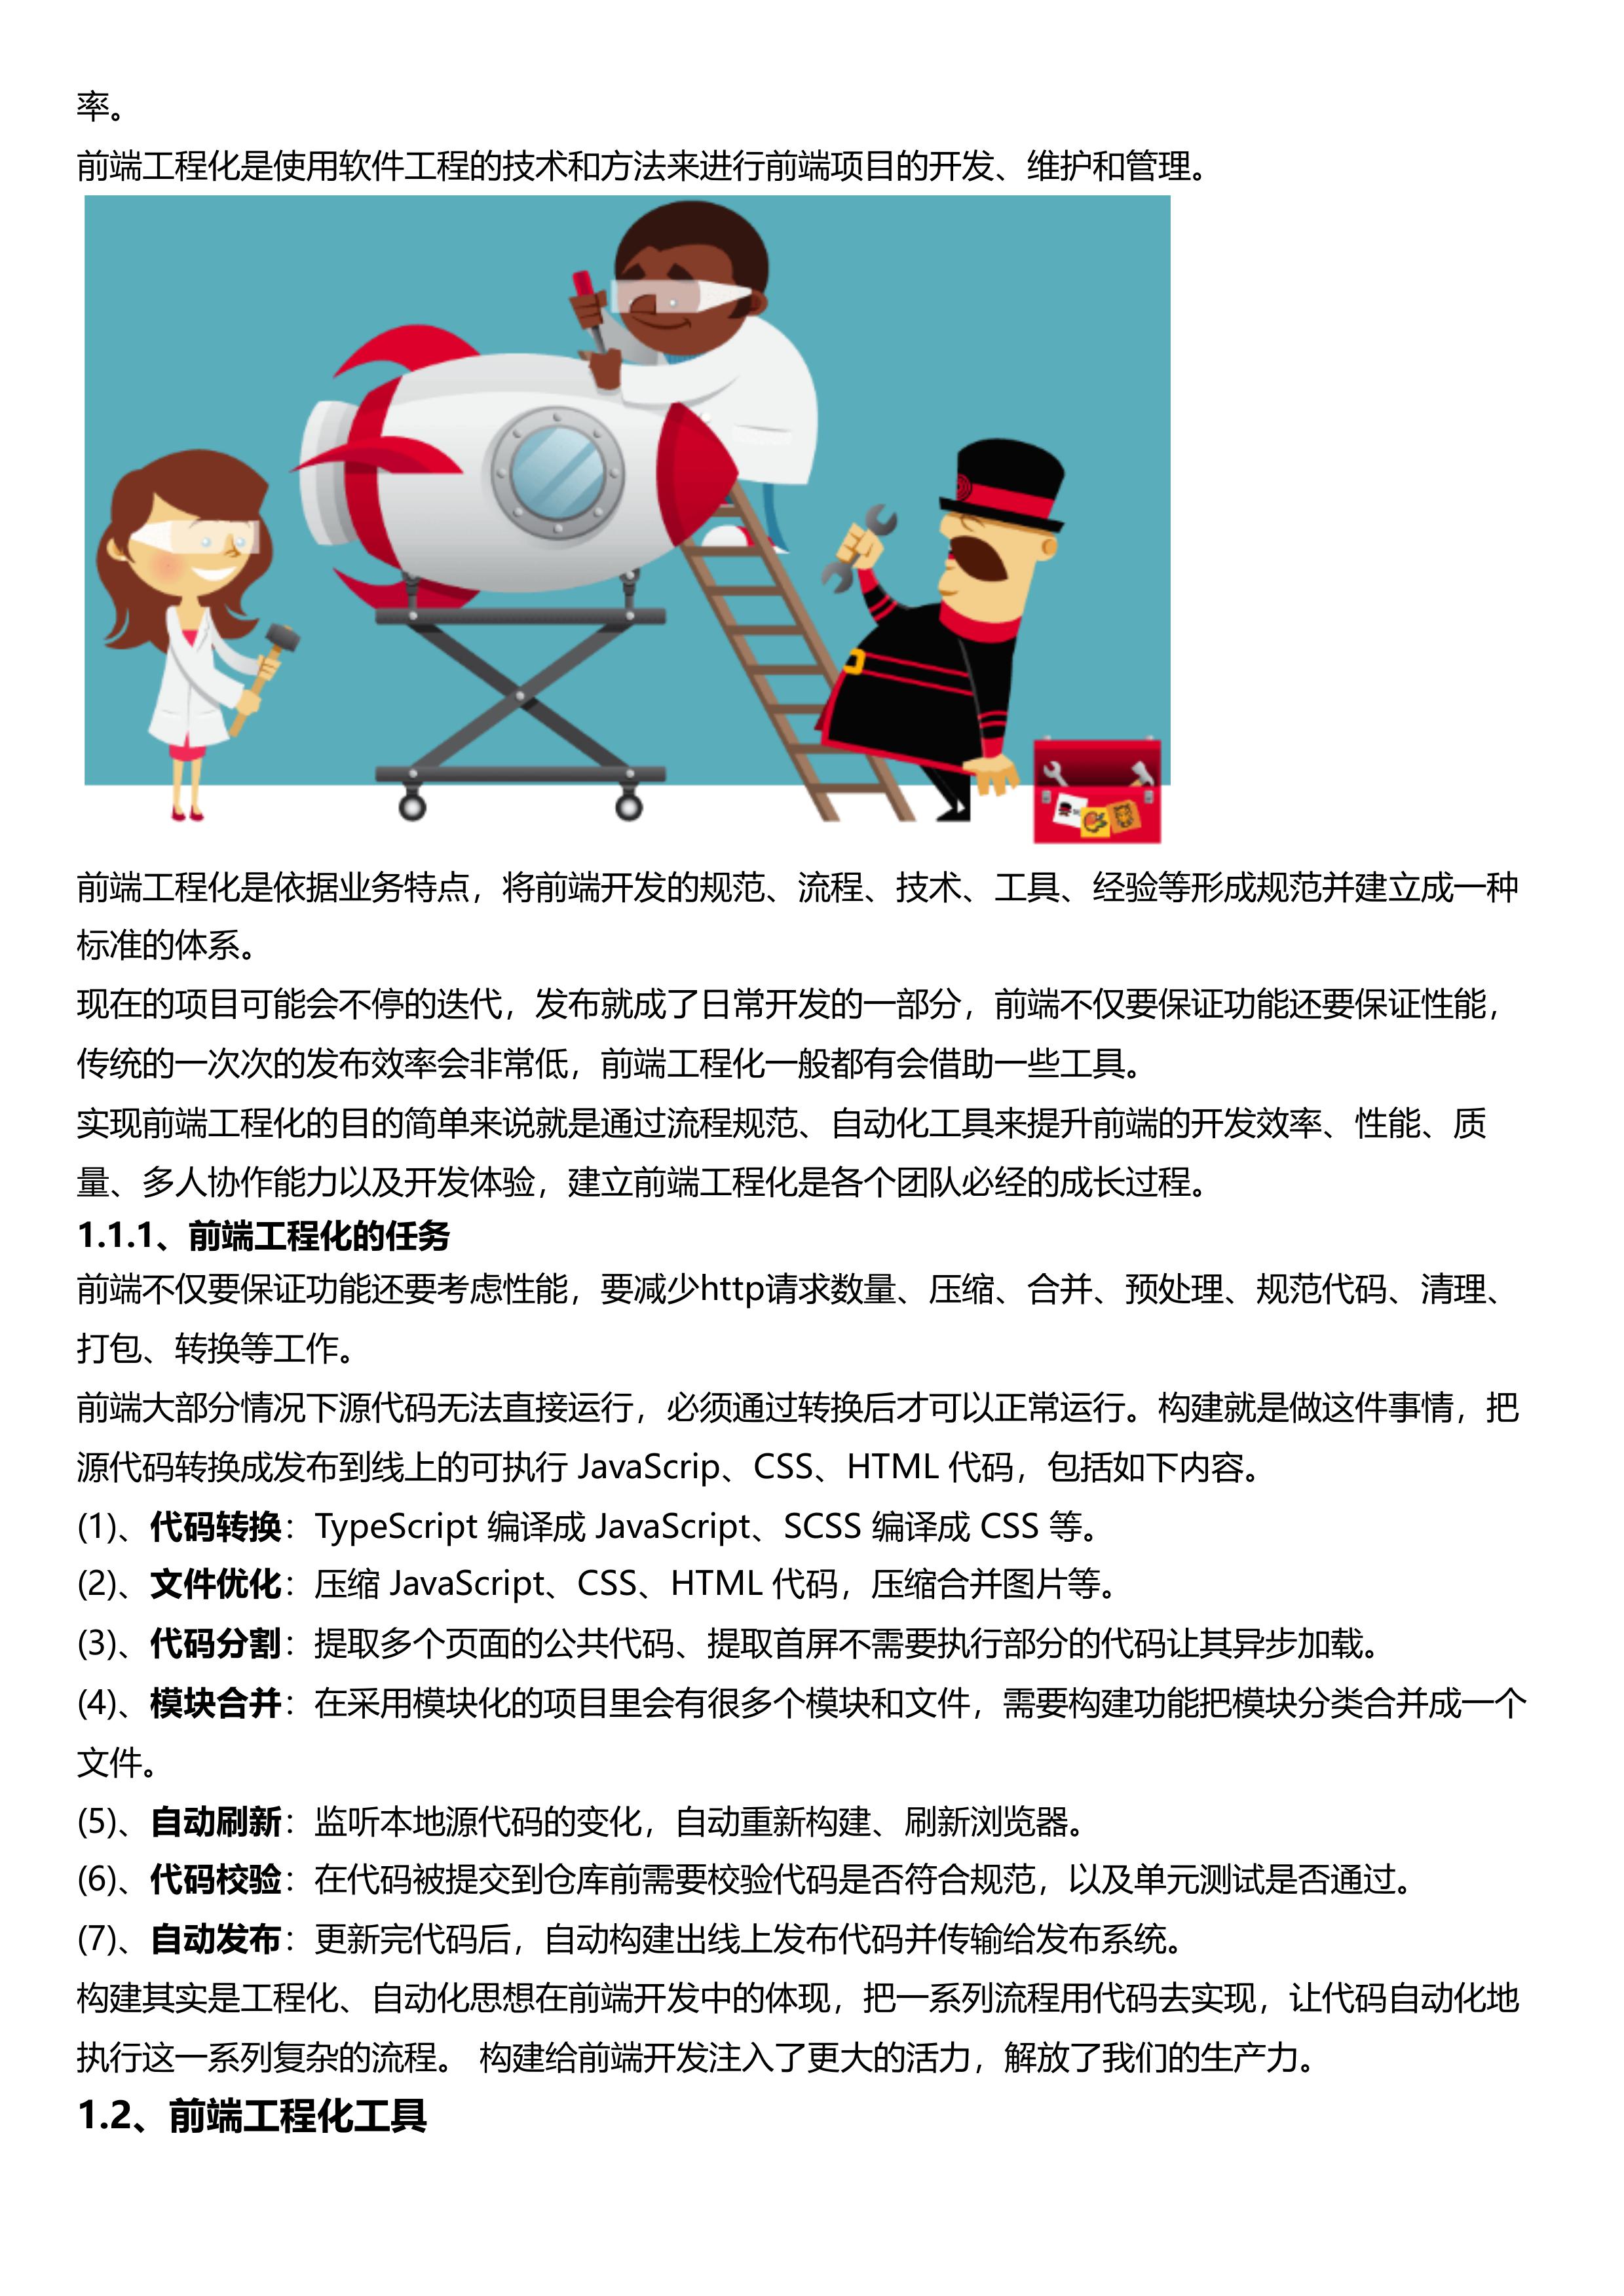 率。
前端工程化是使用软件工程的技术和方法来进行前端项目的开发、维护和管理。
前端工程化是依据业务特点，将前端开发的规范、流程、技术、工具、经验等形成规范并建立成一种
标准的体系。
现在的项目可能会不停的迭代，发布就成了日常开发的一部分，前端不仅要保证功能还要保证性能，
传统的一次次的发布效率会非常低，前端工程化一般都有会借助一些工具。
实现前端工程化的目的简单来说就是通过流程规范、自动化工具来提升前端的开发效率、性能、质
量、多人协作能力以及开发体验，建立前端工程化是各个团队必经的成长过程。
1.1.1、前端工程化的任务
前端不仅要保证功能还要考虑性能，要减少http请求数量、压缩、合并、预处理、规范代码、清理、
打包、转换等工作。
前端大部分情况下源代码无法直接运行，必须通过转换后才可以正常运行。构建就是做这件事情，把
源代码转换成发布到线上的可执行 JavaScrip、CSS、HTML 代码，包括如下内容。
(1)、代码转换：TypeScript 编译成 JavaScript、SCSS 编译成 CSS 等。
(2)、文件优化：压缩 JavaScript、CSS、HTML 代码，压缩合并图片等。
(3)、代码分割：提取多个页面的公共代码、提取首屏不需要执行部分的代码让其异步加载。
(4)、模块合并：在采用模块化的项目里会有很多个模块和文件，需要构建功能把模块分类合并成一个
文件。
(5)、自动刷新：监听本地源代码的变化，自动重新构建、刷新浏览器。
(6)、代码校验：在代码被提交到仓库前需要校验代码是否符合规范，以及单元测试是否通过。
(7)、自动发布：更新完代码后，自动构建出线上发布代码并传输给发布系统。
构建其实是工程化、自动化思想在前端开发中的体现，把一系列流程用代码去实现，让代码自动化地
执行这一系列复杂的流程。 构建给前端开发注入了更大的活力，解放了我们的生产力。
1.2、前端工程化工具